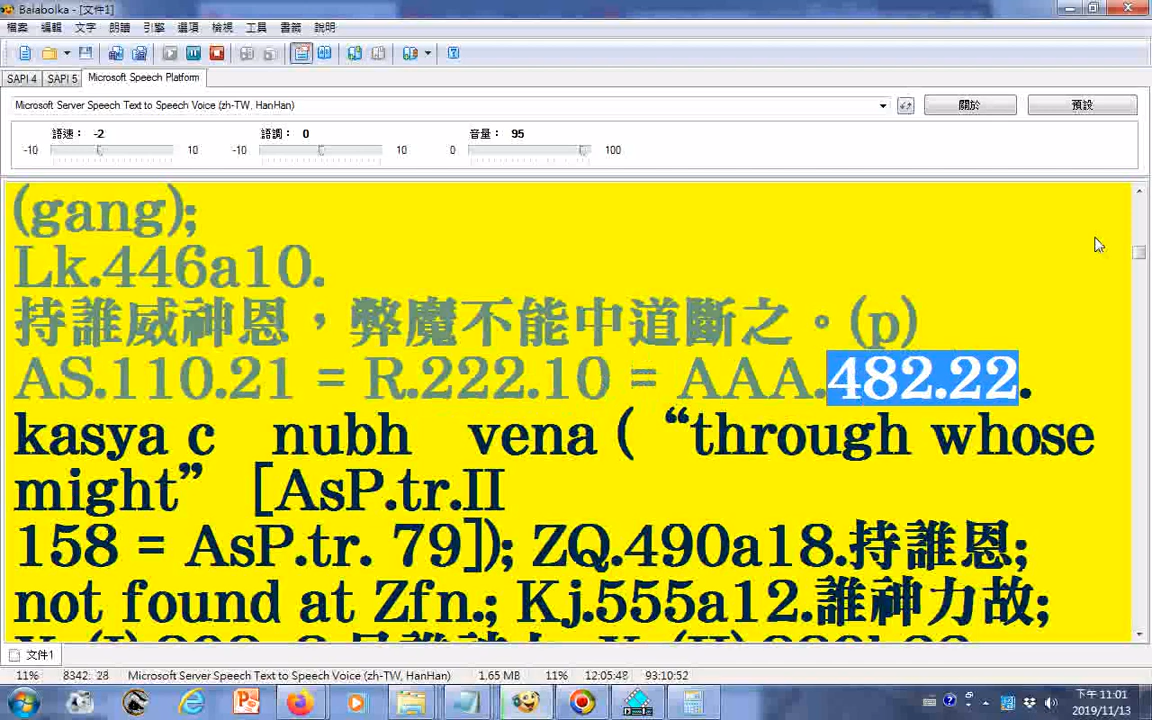 Balabolka - [文件1]
檔案 編輯 文字 朗讀 引擎 選項 檢視 工具 書籤 說明
SAPI 4 SAPI 5 Microsoft Speech Platform
Microsoft Server Speech Text to Speech Voice (zh-TW, HanHan) 關於 預設
語速： -2 語調： 0 音量： 95
-10 10 -10 10 0 100
(gang);
Lk.446a10.
持誰威神恩，弊魔不能中道斷之。(p)
AS.110.21 = R.222.10 = AAA.482.22.
kasya c nubh vena (“through whose
might” [AsP.tr.II
158 = AsP.tr. 79]); ZQ.490a18.持誰恩;
not found at Zfn.; Kj.555a12.誰神力故;
文件1
11% 8342: 28 Microsoft Server Speech Text to Speech Voice (zh-TW, HanHan) 1.65 MB 11% 12:05:48 93:10:52
下午 11:01
2019/11/13